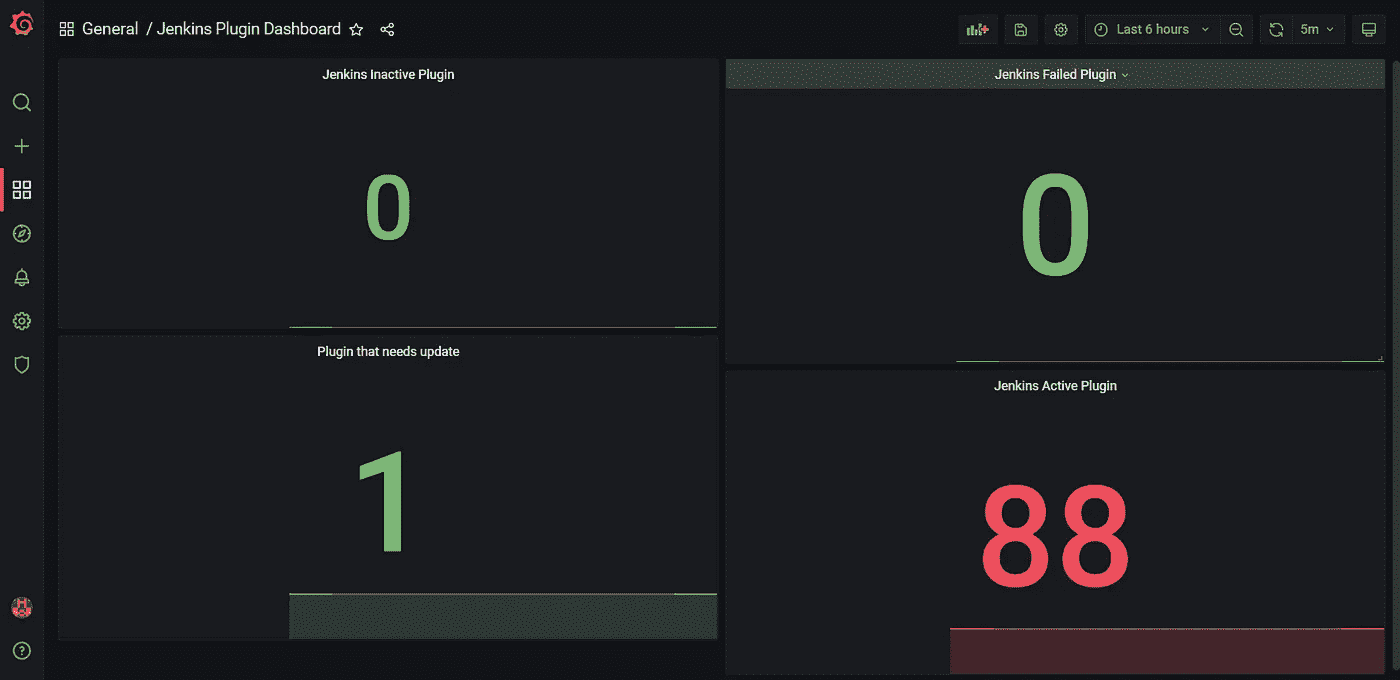 General / Jenkins Plugin Dashboard
Last 6 hours
5m
Jenkins Inactive Plugin
0
Jenkins Failed Plugin
0
Plugin that needs update
1
Jenkins Active Plugin
88